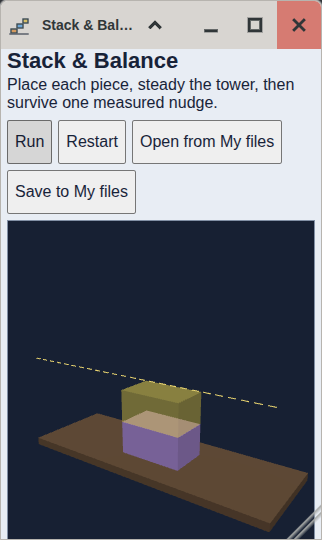 Stack & Bal...
Stack & Balance
Place each piece, steady the tower, then
survive one measured nudge.
Run Restart Open from My files
Save to My files